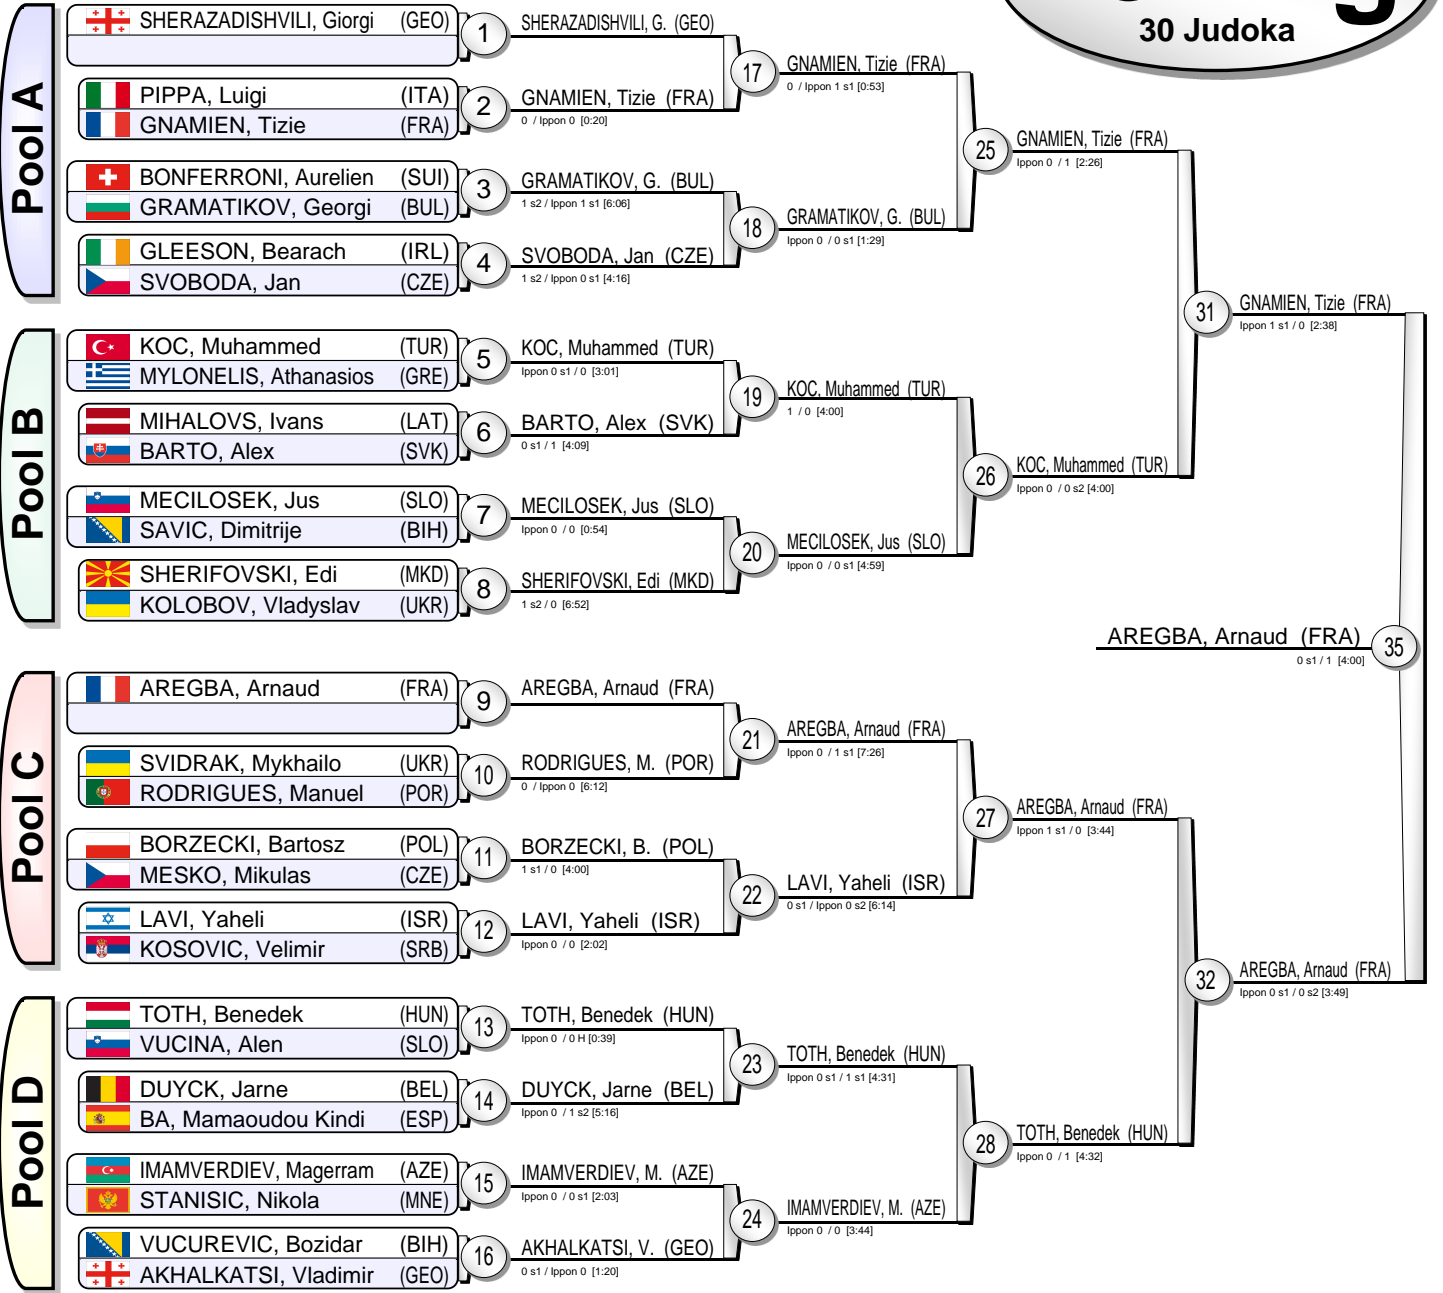 30 Judoka
Pool A
SHERAZADISHVILI, Giorgi (GEO)
1
PIPPA, Luigi (ITA)
GNAMIEN, Tizie (FRA)
2
BONFERRONI, Aurelien (SUI)
GRAMATIKOV, Georgi (BUL)
3
GLEESON, Bearach (IRL)
SVOBODA, Jan (CZE)
4
Pool B
KOC, Muhammed (TUR)
MYLONELIS, Athanasios (GRE)
5
MIHALOVS, Ivans (LAT)
BARTO, Alex (SVK)
6
MECILOSEK, Jus (SLO)
SAVIC, Dimitrije (BIH)
7
SHERIFOVSKI, Edi (MKD)
KOLOBOV, Vladyslav (UKR)
8
Pool C
AREGBA, Arnaud (FRA)
9
SVIDRAK, Mykhailo (UKR)
RODRIGUES, Manuel (POR)
10
BORZECKI, Bartosz (POL)
MESKO, Mikulas (CZE)
11
LAVI, Yaheli (ISR)
KOSOVIC, Velimir (SRB)
12
Pool D
TOTH, Benedek (HUN)
VUCINA, Alen (SLO)
13
DUYCK, Jarne (BEL)
BA, Mamaoudou Kindi (ESP)
14
IMAMVERDIEV, Magerram (AZE)
STANISIC, Nikola (MNE)
15
VUCUREVIC, Bozidar (BIH)
AKHALKATSI, Vladimir (GEO)
16
SHERAZADISHVILI, G. (GEO)
GNAMIEN, Tizie (FRA)
0 / Ippon 0 [0:20]
17
GRAMATIKOV, G. (BUL)
1 s2 / Ippon 1 s1 [6:06]
SVOBODA, Jan (CZE)
1 s2 / Ippon 0 s1 [4:16]
18
KOC, Muhammed (TUR)
Ippon 0 s1 / 0 [3:01]
BARTO, Alex (SVK)
0 s1 / 1 [4:09]
19
MECILOSEK, Jus (SLO)
Ippon 0 / 0 [0:54]
SHERIFOVSKI, Edi (MKD)
1 s2 / 0 [6:52]
20
AREGBA, Arnaud (FRA)
RODRIGUES, M. (POR)
0 / Ippon 0 [6:12]
21
BORZECKI, B. (POL)
1 s1 / 0 [4:00]
LAVI, Yaheli (ISR)
Ippon 0 / 0 [2:02]
22
TOTH, Benedek (HUN)
Ippon 0 / 0 H [0:39]
DUYCK, Jarne (BEL)
Ippon 0 / 1 s2 [5:16]
23
IMAMVERDIEV, M. (AZE)
Ippon 0 / 0 s1 [2:03]
AKHALKATSI, V. (GEO)
0 s1 / Ippon 0 [1:20]
24
GNAMIEN, Tizie (FRA)
0 / Ippon 1 s1 [0:53]
GRAMATIKOV, G. (BUL)
Ippon 0 / 0 s1 [1:29]
25
KOC, Muhammed (TUR)
1 / 0 [4:00]
MECILOSEK, Jus (SLO)
Ippon 0 / 0 s1 [4:59]
26
AREGBA, Arnaud (FRA)
Ippon 0 / 1 s1 [7:26]
LAVI, Yaheli (ISR)
0 s1 / Ippon 0 s2 [6:14]
27
TOTH, Benedek (HUN)
Ippon 0 s1 / 1 s1 [4:31]
IMAMVERDIEV, M. (AZE)
Ippon 0 / 0 [3:44]
28
GNAMIEN, Tizie (FRA)
Ippon 0 / 1 [2:26]
KOC, Muhammed (TUR)
Ippon 0 / 0 s2 [4:00]
31
AREGBA, Arnaud (FRA)
Ippon 1 s1 / 0 [3:44]
TOTH, Benedek (HUN)
Ippon 0 / 1 [4:32]
32
GNAMIEN, Tizie (FRA)
Ippon 1 s1 / 0 [2:38]
AREGBA, Arnaud (FRA)
Ippon 0 s1 / 0 s2 [3:49]
35
AREGBA, Arnaud (FRA)
0 s1 / 1 [4:00]